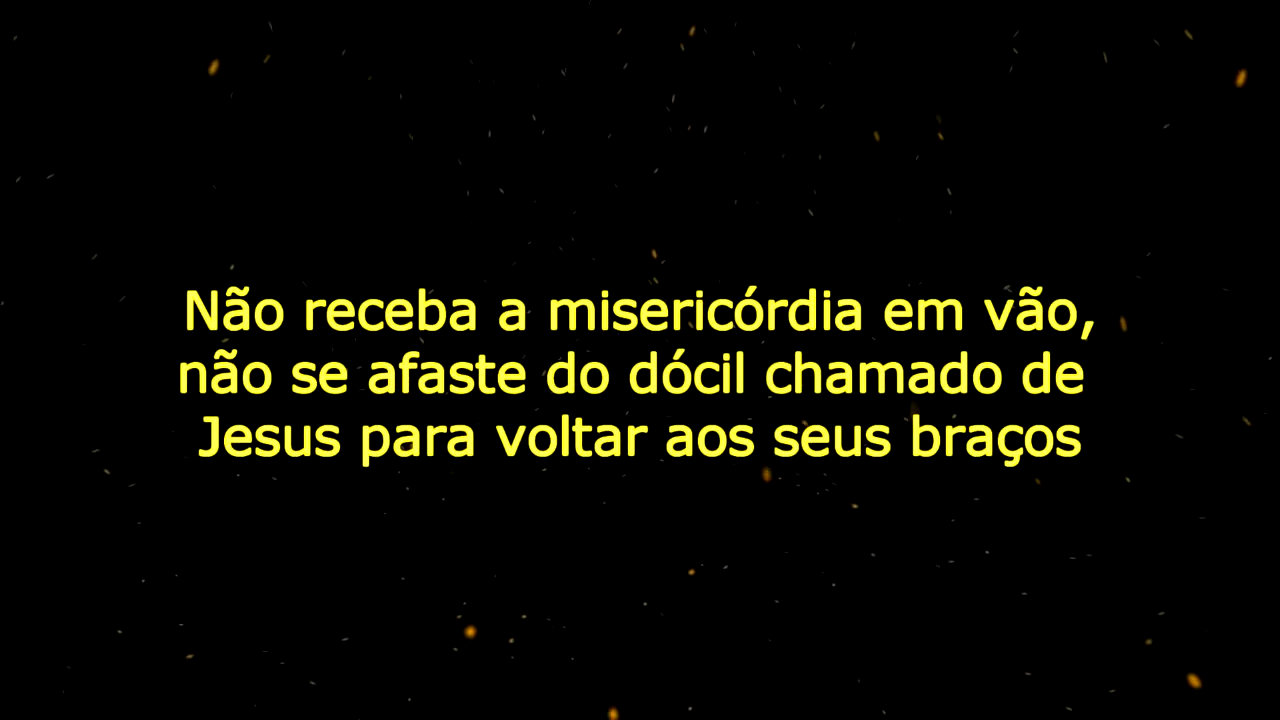 Não receba a misericórdia em vão,
não se afaste do dócil chamado de
Jesus para voltar aos seus braços